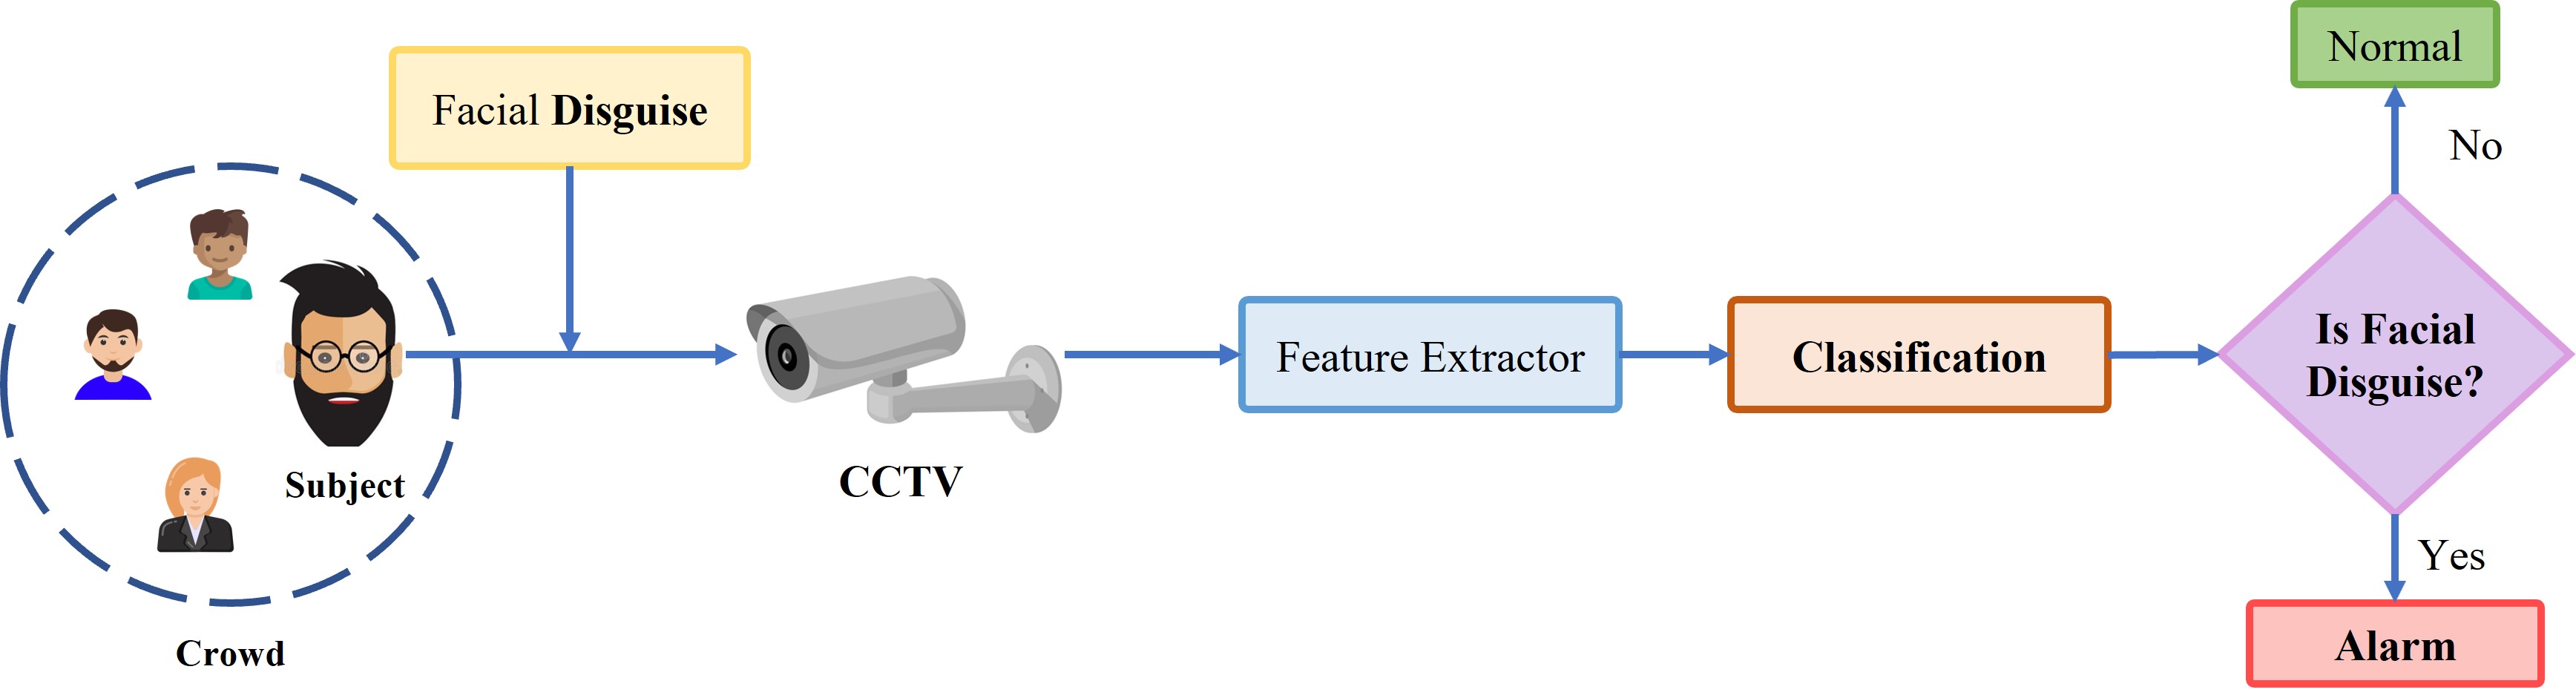 Facial Disguise
Subject
Crowd
CCTV
Feature Extractor
Classification
Is Facial
Disguise?
No
Normal
Yes
Alarm